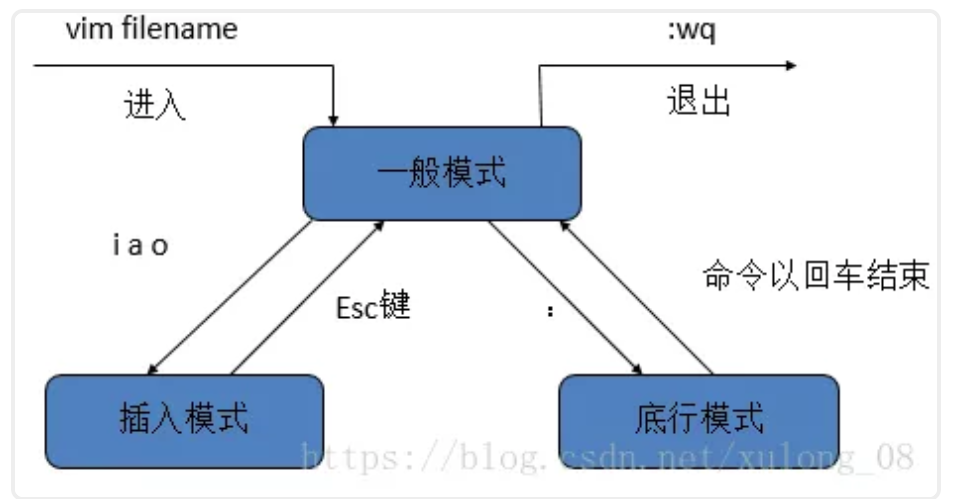 vim filename
:wq
进入
退出
一般模式
i a o
命令以回车结束
Esc键
:
插入模式
底行模式
https://blog.csdn.net/xulong_08